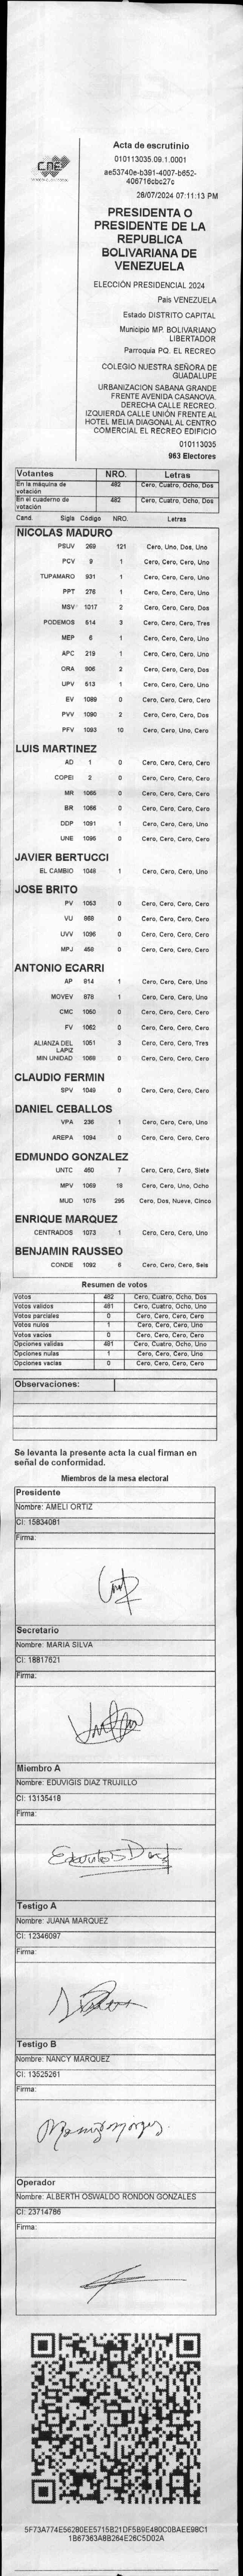 CNE
Acta de escrutinio
010113035.09.1.0001
ae53740e-b391-4007-b652-
406716cbc27c
28/07/2024 07:11:13 PM
PRESIDENTA O
PRESIDENTE DE LA
REPUBLICA
BOLIVARIANA DE
VENEZUELA
ELECCIÓN PRESIDENCIAL 2024
País VENEZUELA
Estado DISTRITO CAPITAL
Municipio MP. BOLIVARIANO
LIBERTADOR
Parroquia PQ. EL RECREO
COLEGIO NUESTRA SEÑORA DE
GUADALUPE
URBANIZACION SABANA GRANDE
FRENTE AVENIDA CASANOVA.
DERECHA CALLE RECREO.
IZQUIERDA CALLE UNIÓN FRENTE AL
HOTEL MELIA DIAGONAL AL CENTRO
COMERCIAL EL RECREO EDIFICIO
010113035
963 Electores
Votantes NRO. Letras
En la máquina de votación 482 Cero, Cuatro, Ocho, Dos
En el cuaderno de votación 482 Cero, Cuatro, Ocho, Dos
Cand. Sigla Código NRO. Letras
NICOLAS MADURO
PSUV 269 121 Cero, Uno, Dos, Uno
PCV 9 1 Cero, Cero, Cero, Uno
TUPAMARO 931 1 Cero, Cero, Cero, Uno
PPT 276 1 Cero, Cero, Cero, Uno
MSV 1017 2 Cero, Cero, Cero, Dos
PODEMOS 514 3 Cero, Cero, Cero, Tres
MEP 6 1 Cero, Cero, Cero, Uno
APC 219 1 Cero, Cero, Cero, Uno
ORA 906 2 Cero, Cero, Cero, Dos
UPV 513 1 Cero, Cero, Cero, Uno
EV 1089 0 Cero, Cero, Cero, Cero
PVV 1090 2 Cero, Cero, Cero, Dos
PFV 1093 10 Cero, Cero, Uno, Cero
LUIS MARTINEZ
AD 1 0 Cero, Cero, Cero, Cero
COPEI 2 0 Cero, Cero, Cero, Cero
MR 1065 0 Cero, Cero, Cero, Cero
BR 1066 0 Cero, Cero, Cero, Cero
DDP 1091 1 Cero, Cero, Cero, Uno
UNE 1095 0 Cero, Cero, Cero, Cero
JAVIER BERTUCCI
EL CAMBIO 1048 1 Cero, Cero, Cero, Uno
JOSE BRITO
PV 1053 0 Cero, Cero, Cero, Cero
VU 868 0 Cero, Cero, Cero, Cero
UVV 1096 0 Cero, Cero, Cero, Cero
MPJ 458 0 Cero, Cero, Cero, Cero
ANTONIO ECARRI
AP 814 1 Cero, Cero, Cero, Uno
MOVEV 878 1 Cero, Cero, Cero, Uno
CMC 1050 0 Cero, Cero, Cero, Cero
FV 1062 0 Cero, Cero, Cero, Cero
ALIANZA DEL LAPIZ 1051 3 Cero, Cero, Cero, Tres
MIN UNIDAD 1088 0 Cero, Cero, Cero, Cero
CLAUDIO FERMIN
SPV 1049 0 Cero, Cero, Cero, Cero
DANIEL CEBALLOS
VPA 236 1 Cero, Cero, Cero, Uno
AREPA 1094 0 Cero, Cero, Cero, Cero
EDMUNDO GONZALEZ
UNTC 460 7 Cero, Cero, Cero, Siete
MPV 1069 18 Cero, Cero, Uno, Ocho
MUD 1075 295 Cero, Dos, Nueve, Cinco
ENRIQUE MARQUEZ
CENTRADOS 1073 1 Cero, Cero, Cero, Uno
BENJAMIN RAUSSEO
CONDE 1092 6 Cero, Cero, Cero, Seis
Resumen de votos
Votos 482 Cero, Cuatro, Ocho, Dos
Votos validos 481 Cero, Cuatro, Ocho, Uno
Votos parciales 0 Cero, Cero, Cero, Cero
Votos nulos 1 Cero, Cero, Cero, Uno
Votos vacios 0 Cero, Cero, Cero, Cero
Opciones validas 481 Cero, Cuatro, Ocho, Uno
Opciones nulas 1 Cero, Cero, Cero, Uno
Opciones vacias 0 Cero, Cero, Cero, Cero
Observaciones:
Se levanta la presente acta la cual firman en
señal de conformidad.
Miembros de la mesa electoral
Presidente
Nombre: AMELI ORTIZ
CI: 15834081
Firma:
Secretario
Nombre: MARIA SILVA
CI: 18817621
Firma:
Miembro A
Nombre: EDUVIGIS DIAZ TRUJILLO
CI: 13135418
Firma:
Testigo A
Nombre: JUANA MARQUEZ
CI: 12346097
Firma:
Testigo B
Nombre: NANCY MARQUEZ
CI: 13525261
Firma:
Operador
Nombre: ALBERTH OSWALDO RONDON GONZALES
CI: 23714786
Firma:
5F73A774E56280EE5715B21DF5B9E480C0BAEE98C1
1B67363A8B264E26C5D02A